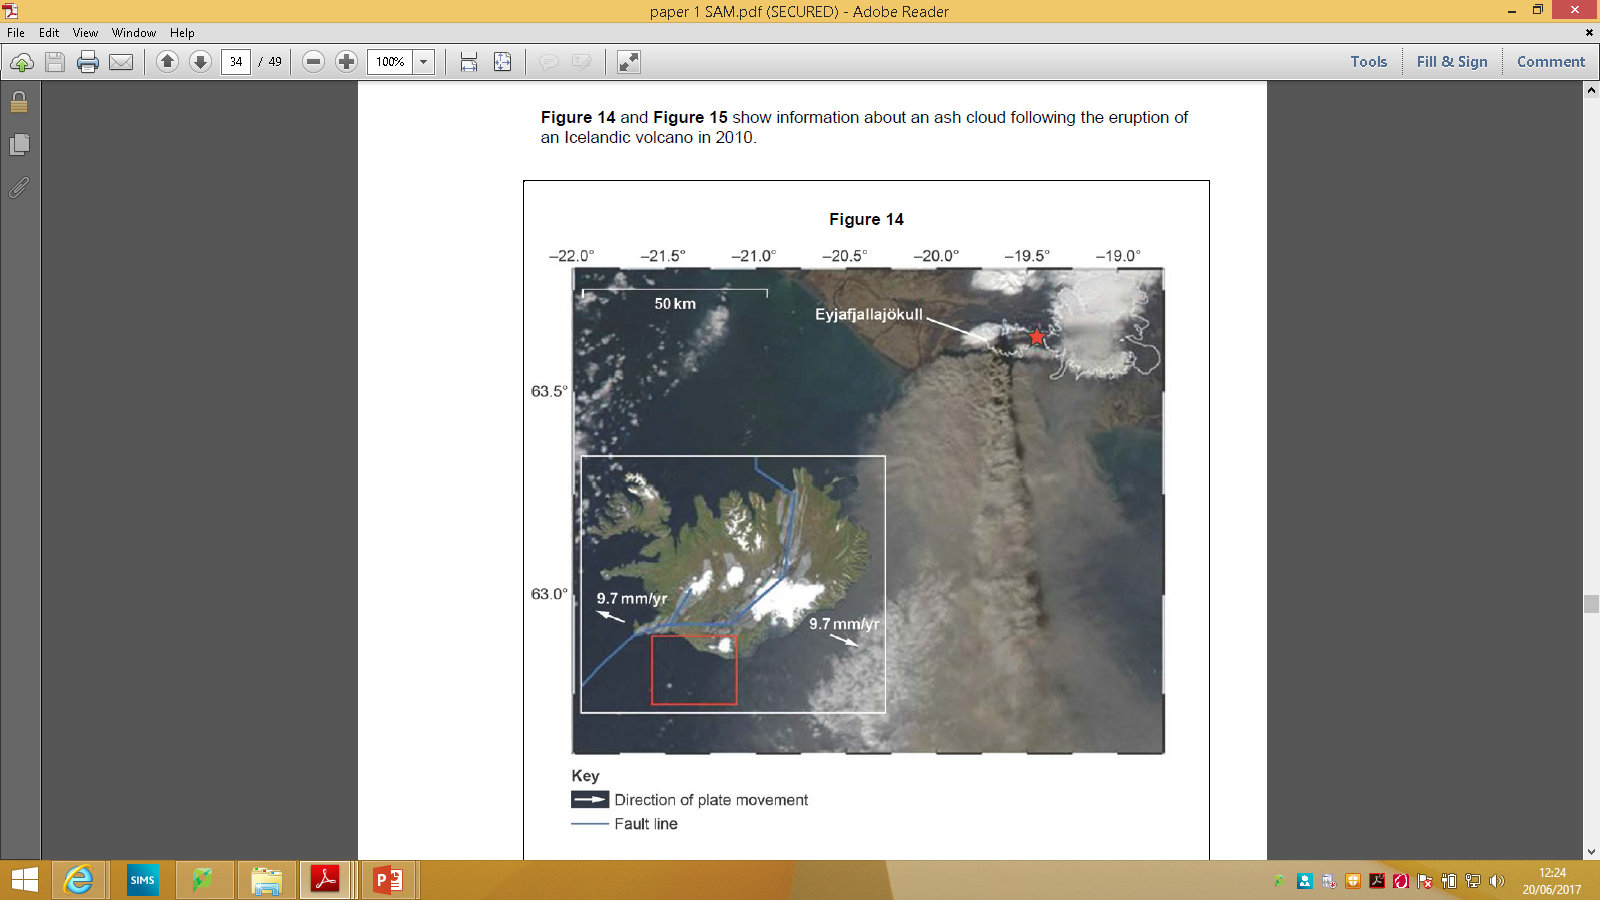 paper 1 SAM.pdf (SECURED) - Adobe Reader
File Edit View Window Help
34 / 49 100% Tools Fill & Sign Comment
Figure 14 and Figure 15 show information about an ash cloud following the eruption of
an Icelandic volcano in 2010.
Figure 14
–22.0° –21.5° –21.0° –20.5° –20.0° –19.5° –19.0°
50 km
Eyjafjallajökull
63.5°
63.0°
9.7 mm/yr
9.7 mm/yr
Key
Direction of plate movement
Fault line
SIMS
12:24
20/06/2017